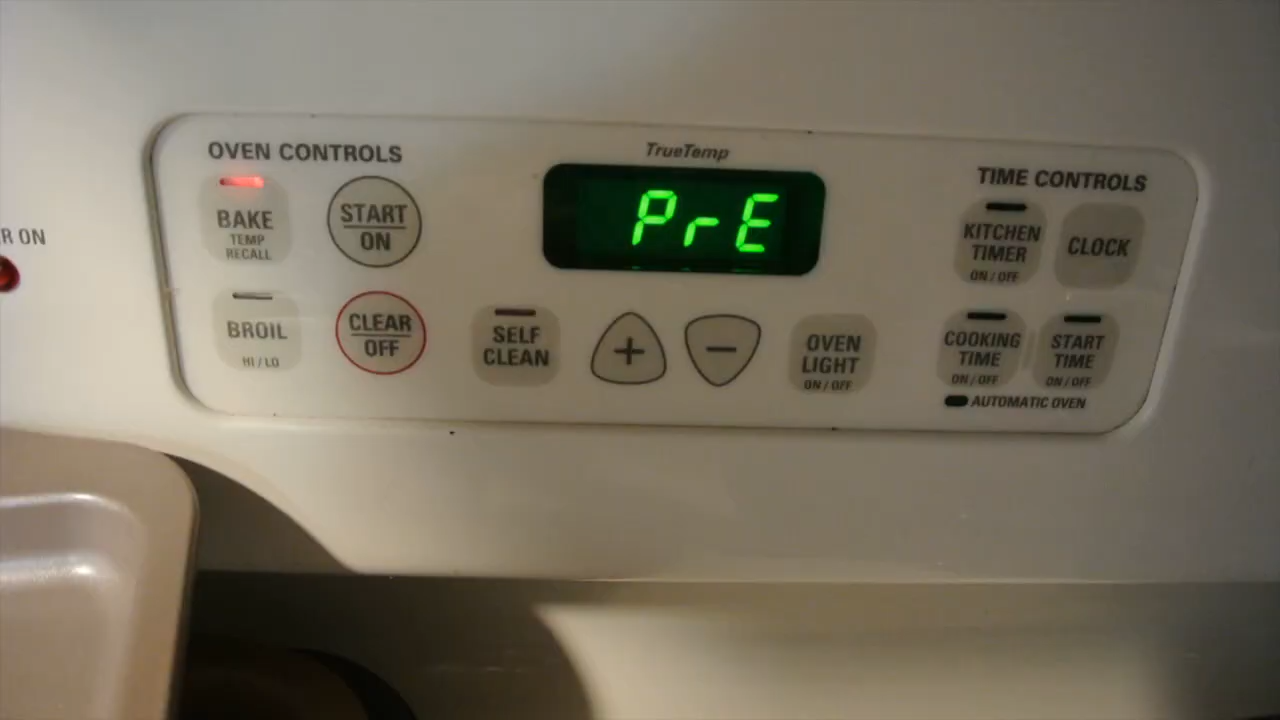 OVEN CONTROLS
BAKE
TEMP
RECALL
START
ON
BROIL
HI / LO
CLEAR
OFF
SELF
CLEAN
TrueTemp
PrE
+
−
OVEN
LIGHT
ON / OFF
TIME CONTROLS
KITCHEN
TIMER
ON / OFF
CLOCK
COOKING
TIME
ON / OFF
START
TIME
ON / OFF
AUTOMATIC OVEN
R ON